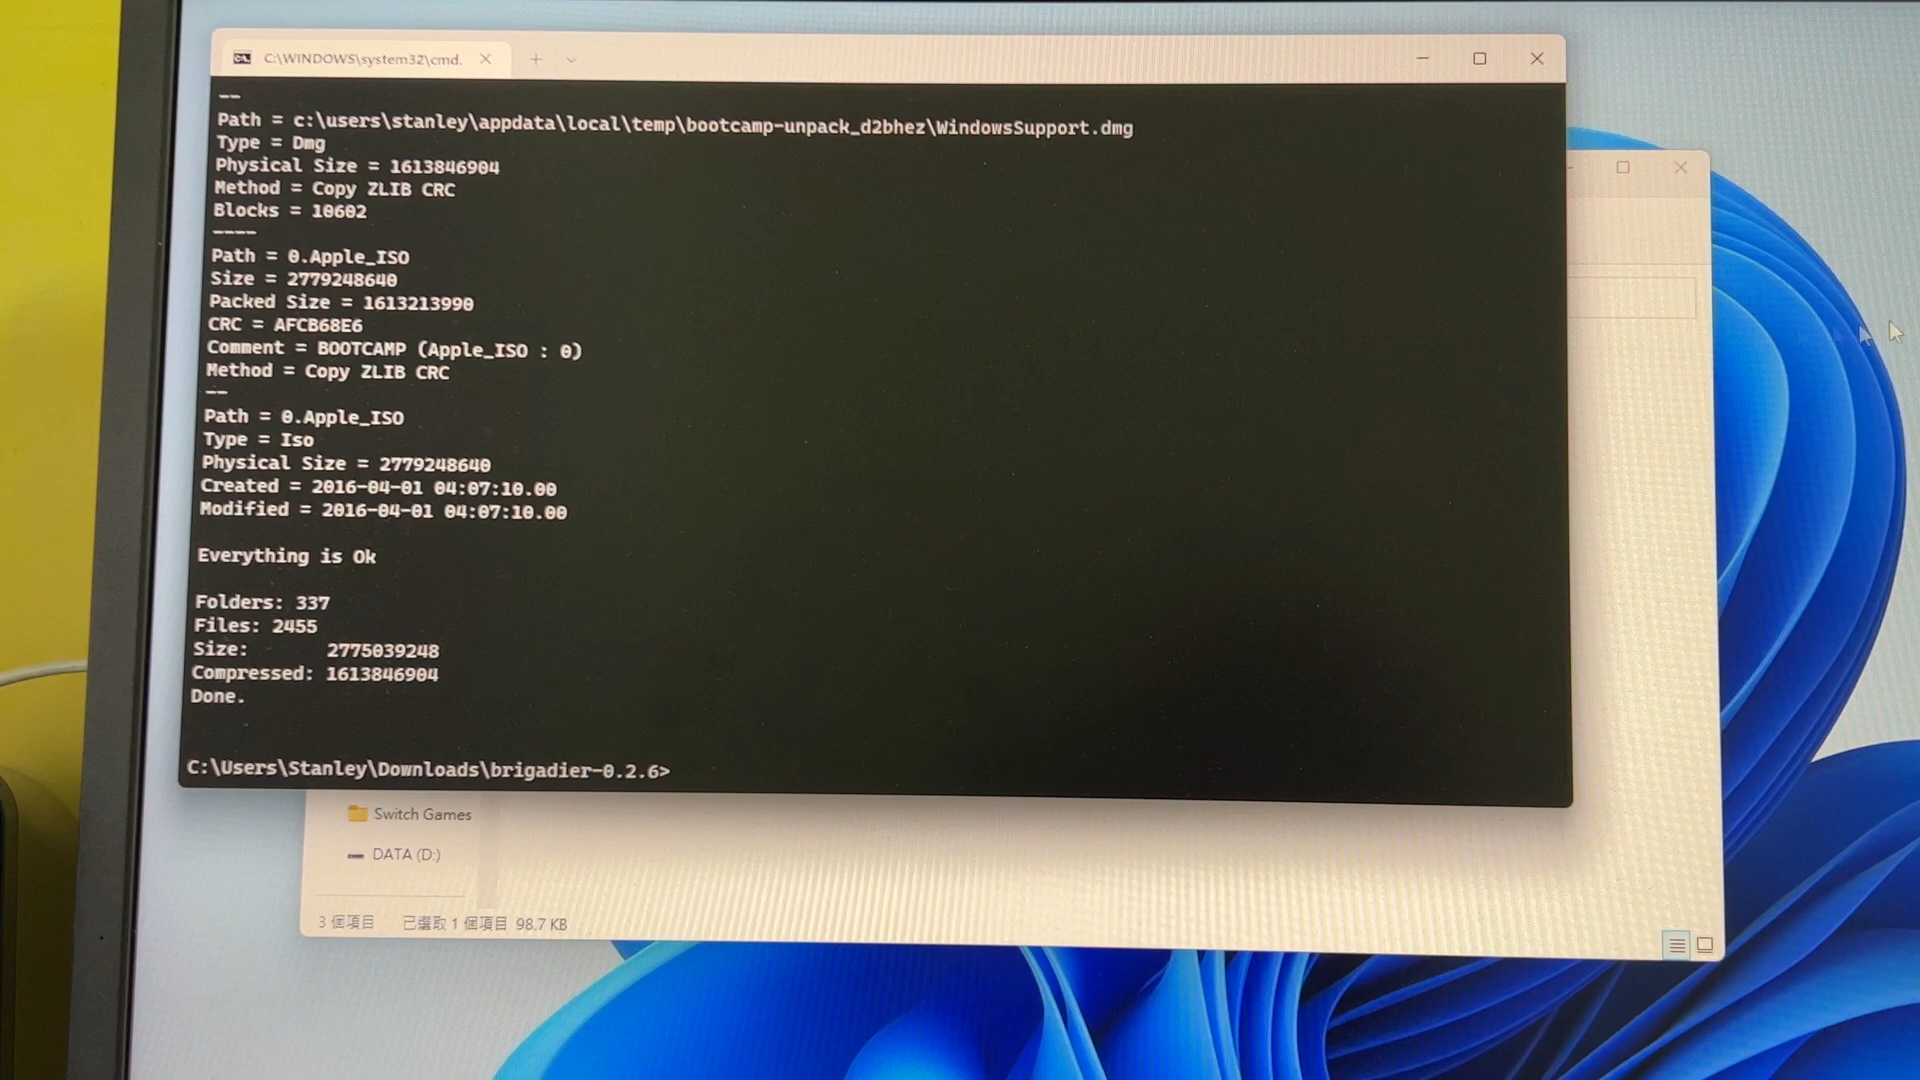 C:\WINDOWS\system32\cmd.
--
Path = c:\users\stanley\appdata\local\temp\bootcamp-unpack_d2bhez\WindowsSupport.dmg
Type = Dmg
Physical Size = 1613846904
Method = Copy ZLIB CRC
Blocks = 10602
----
Path = 0.Apple_ISO
Size = 2779248640
Packed Size = 1613213990
CRC = AFCB68E6
Comment = BOOTCAMP (Apple_ISO : 0)
Method = Copy ZLIB CRC
--
Path = 0.Apple_ISO
Type = Iso
Physical Size = 2779248640
Created = 2016-04-01 04:07:10.00
Modified = 2016-04-01 04:07:10.00
Everything is Ok
Folders: 337
Files: 2455
Size: 2775039248
Compressed: 1613846904
Done.
C:\Users\Stanley\Downloads\brigadier-0.2.6>
Switch Games
DATA (D:)
3 個項目 已選取 1 個項目 98.7 KB